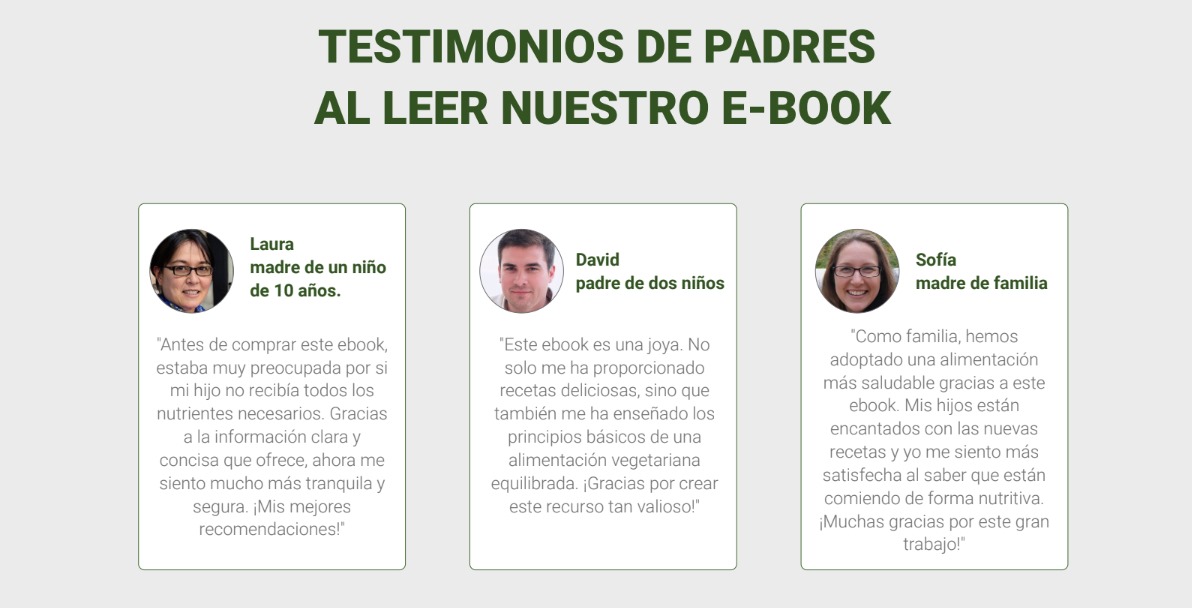 TESTIMONIOS DE PADRES
AL LEER NUESTRO E-BOOK
Laura
madre de un niño
de 10 años.
"Antes de comprar este ebook,
estaba muy preocupada por si
mi hijo no recibía todos los
nutrientes necesarios. Gracias
a la información clara y
concisa que ofrece, ahora me
siento mucho más tranquila y
segura. ¡Mis mejores
recomendaciones!"
David
padre de dos niños
"Este ebook es una joya. No
solo me ha proporcionado
recetas deliciosas, sino que
también me ha enseñado los
principios básicos de una
alimentación vegetariana
equilibrada. ¡Gracias por crear
este recurso tan valioso!"
Sofía
madre de familia
"Como familia, hemos
adoptado una alimentación
más saludable gracias a este
ebook. Mis hijos están
encantados con las nuevas
recetas y yo me siento más
satisfecha al saber que están
comiendo de forma nutritiva.
¡Muchas gracias por este gran
trabajo!"